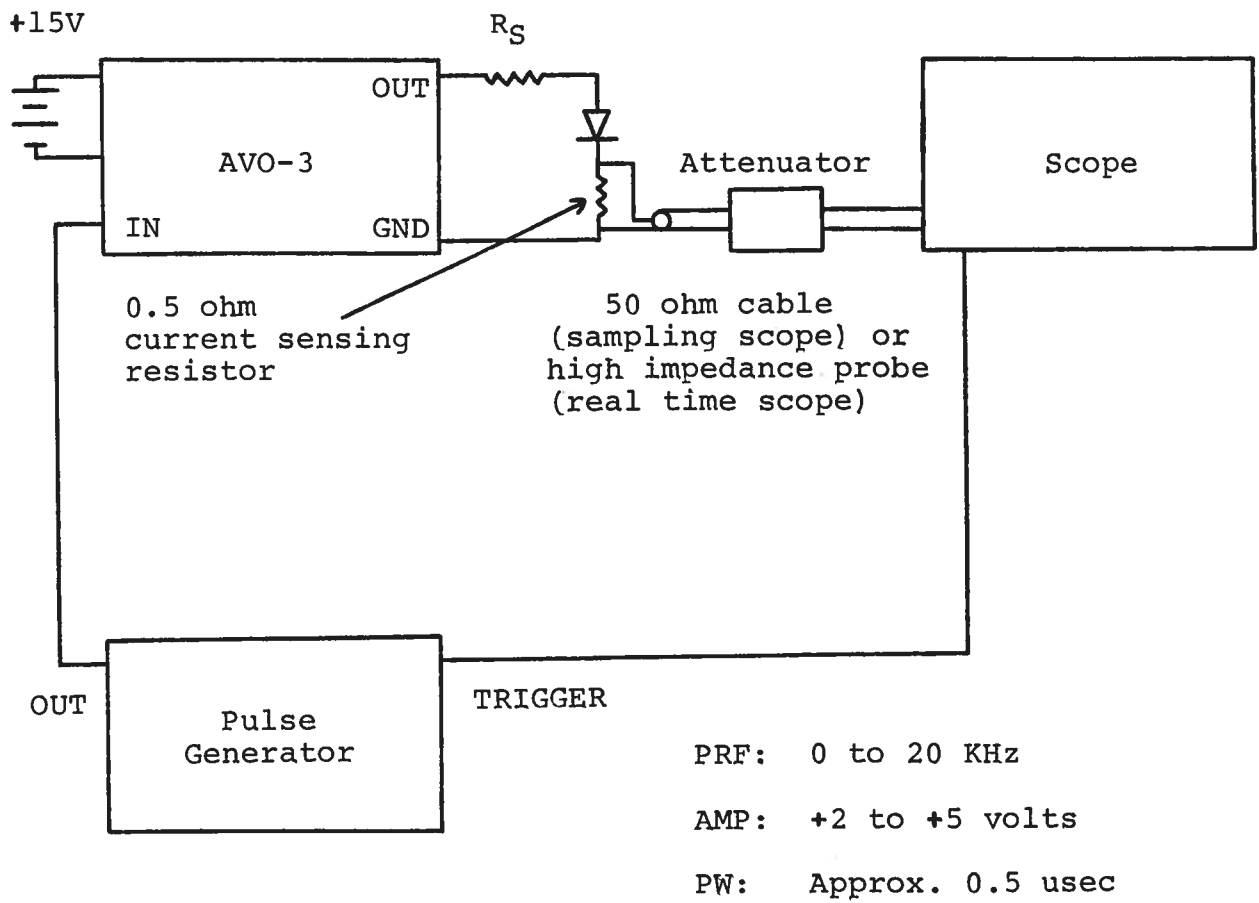 +15V
RS
OUT
AVO-3
IN
GND
Attenuator
Scope
0.5 ohm
current sensing
resistor
50 ohm cable
(sampling scope) or
high impedance probe
(real time scope)
OUT
TRIGGER
Pulse
Generator
PRF: 0 to 20 KHz
AMP: +2 to +5 volts
PW: Approx. 0.5 usec